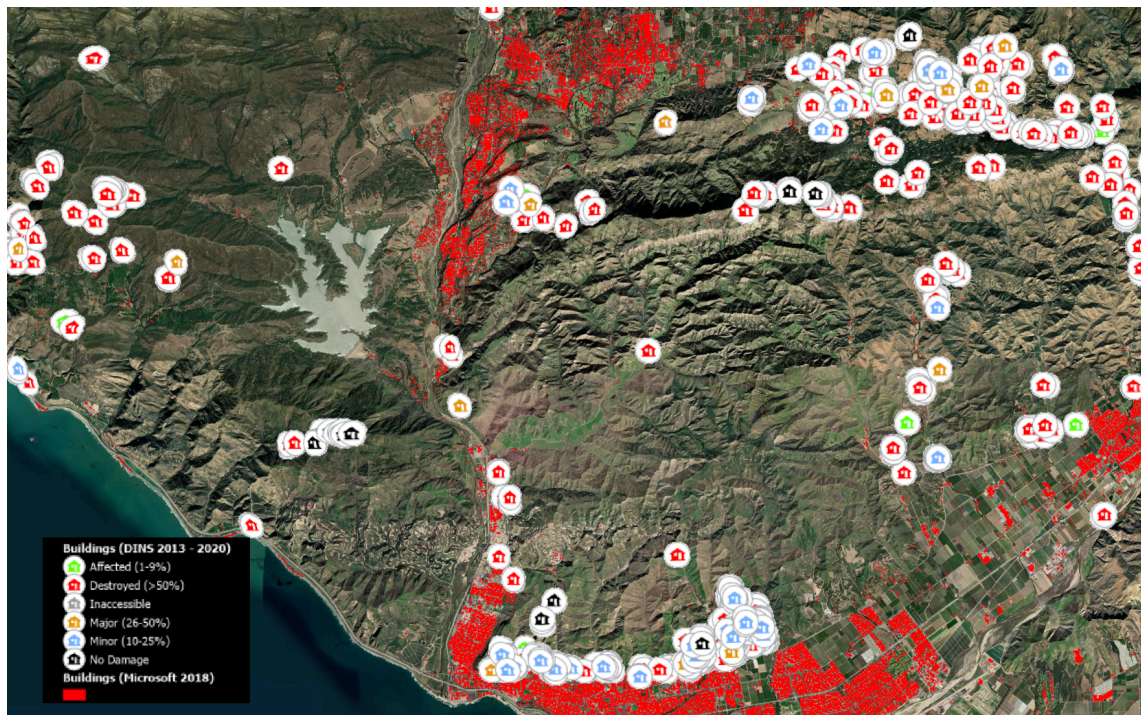 Buildings (DINS 2013 - 2020)
Affected (1-9%)
Destroyed (>50%)
Inaccessible
Major (26-50%)
Minor (10-25%)
No Damage
Buildings (Microsoft 2018)